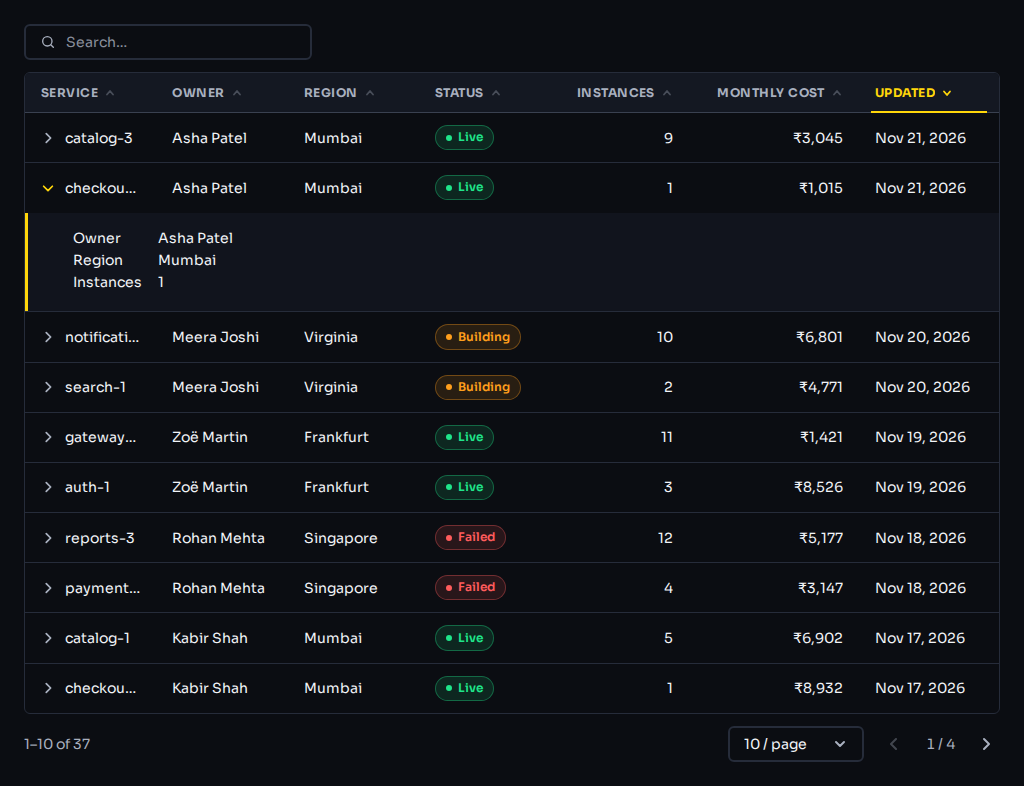 Search...
SERVICE OWNER REGION STATUS INSTANCES MONTHLY COST UPDATED
catalog-3 Asha Patel Mumbai Live 9 ₹3,045 Nov 21, 2026
checkou... Asha Patel Mumbai Live 1 ₹1,015 Nov 21, 2026
Owner Asha Patel
Region Mumbai
Instances 1
notificati... Meera Joshi Virginia Building 10 ₹6,801 Nov 20, 2026
search-1 Meera Joshi Virginia Building 2 ₹4,771 Nov 20, 2026
gateway... Zoë Martin Frankfurt Live 11 ₹1,421 Nov 19, 2026
auth-1 Zoë Martin Frankfurt Live 3 ₹8,526 Nov 19, 2026
reports-3 Rohan Mehta Singapore Failed 12 ₹5,177 Nov 18, 2026
payment... Rohan Mehta Singapore Failed 4 ₹3,147 Nov 18, 2026
catalog-1 Kabir Shah Mumbai Live 5 ₹6,902 Nov 17, 2026
checkou... Kabir Shah Mumbai Live 1 ₹8,932 Nov 17, 2026
1–10 of 37 10 / page 1 / 4